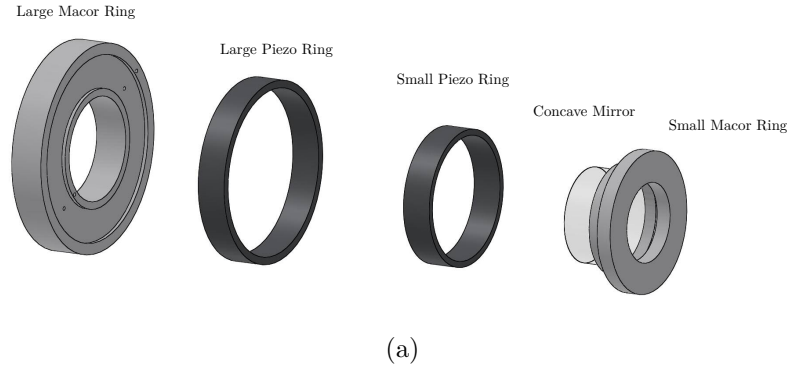 Large Macor Ring
Large Piezo Ring
Small Piezo Ring
Concave Mirror
Small Macor Ring
(a)